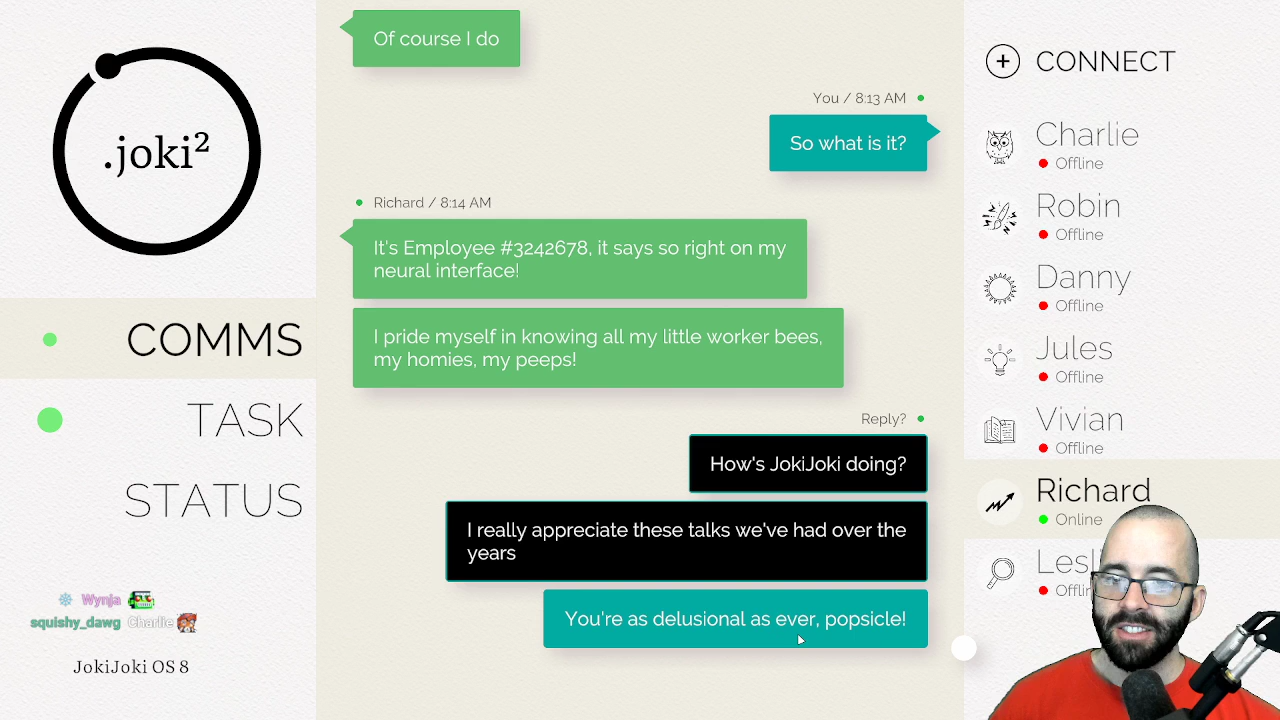 .joki²
COMMS
TASK
STATUS
Wynja
squishy_dawg Charlie
JokiJoki OS 8
Of course I do
You / 8:13 AM
So what is it?
Richard / 8:14 AM
It's Employee #3242678, it says so right on my
neural interface!
I pride myself in knowing all my little worker bees,
my homies, my peeps!
Reply?
How's JokiJoki doing?
I really appreciate these talks we've had over the
years
You're as delusional as ever, popsicle!
+ CONNECT
Charlie
Offline
Robin
Offline
Danny
Offline
Jules
Offline
Vivian
Offline
Richard
Online